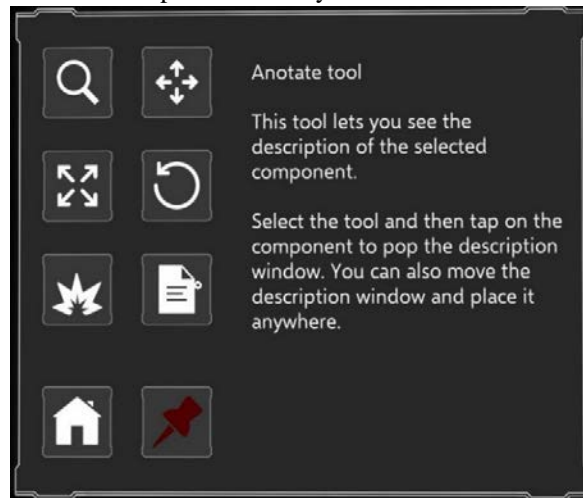 Anotate tool
This tool lets you see the
description of the selected
component.
Select the tool and then tap on the
component to pop the description
window. You can also move the
description window and place it
anywhere.